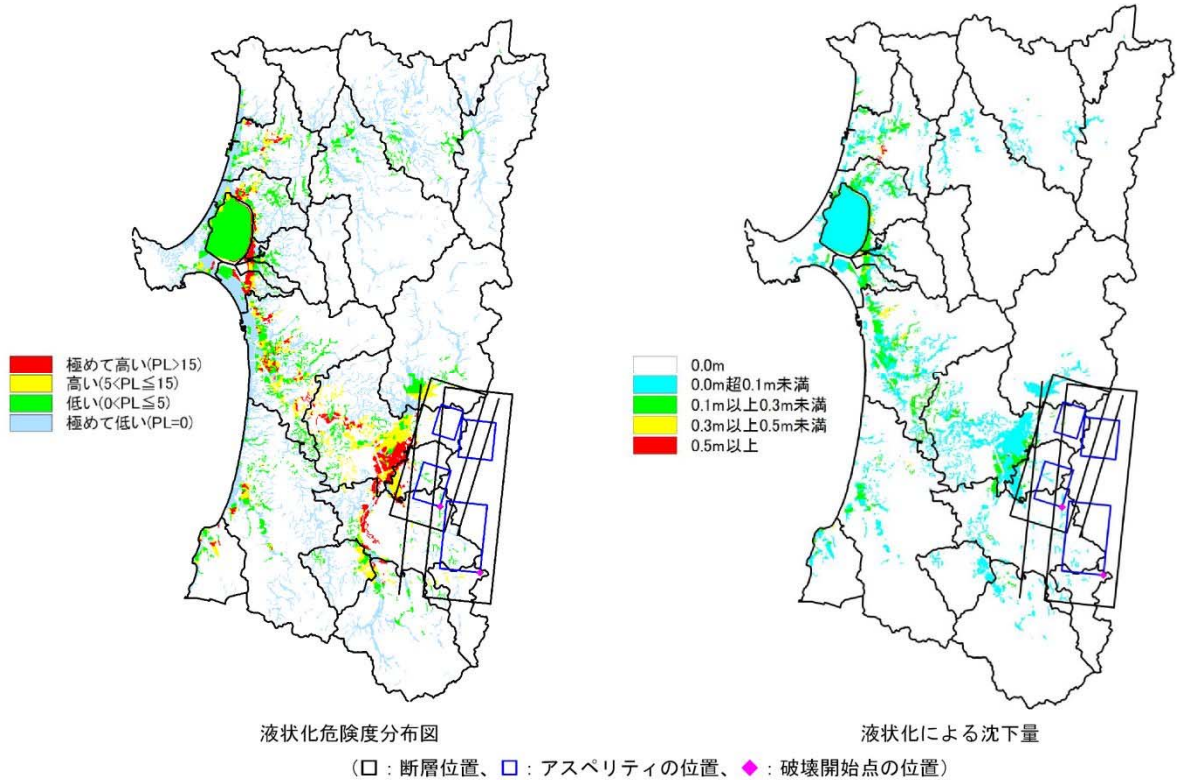 極めて高い(PL>15)
高い(5<PL≦15)
低い(0<PL≦5)
極めて低い(PL=0)
0.0m
0.0m超0.1m未満
0.1m以上0.3m未満
0.3m以上0.5m未満
0.5m以上
液状化危険度分布図
液状化による沈下量
(□：断層位置、□：アスペリティの位置、◆：破壊開始点の位置)